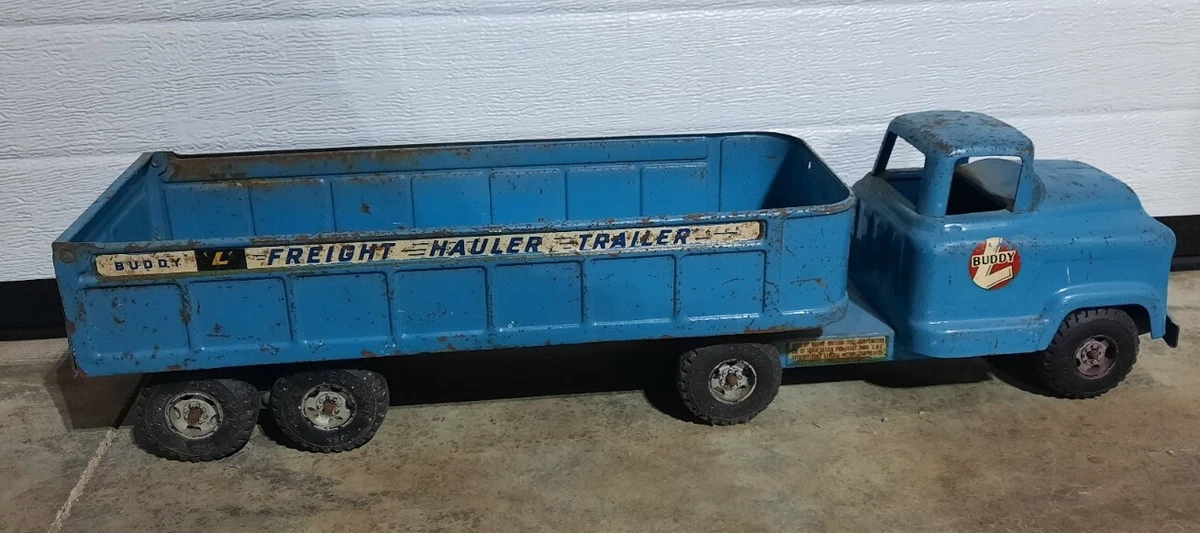 BUDDY "L" FREIGHT HAULER TRAILER
L
BUDDY